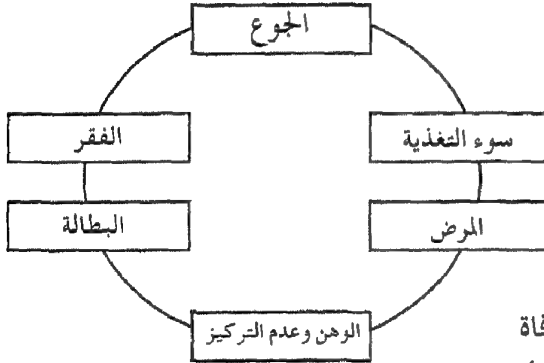 الجوع
سوء التغذية
الفقر
المرض
البطالة
الوهن وعدم التركيز